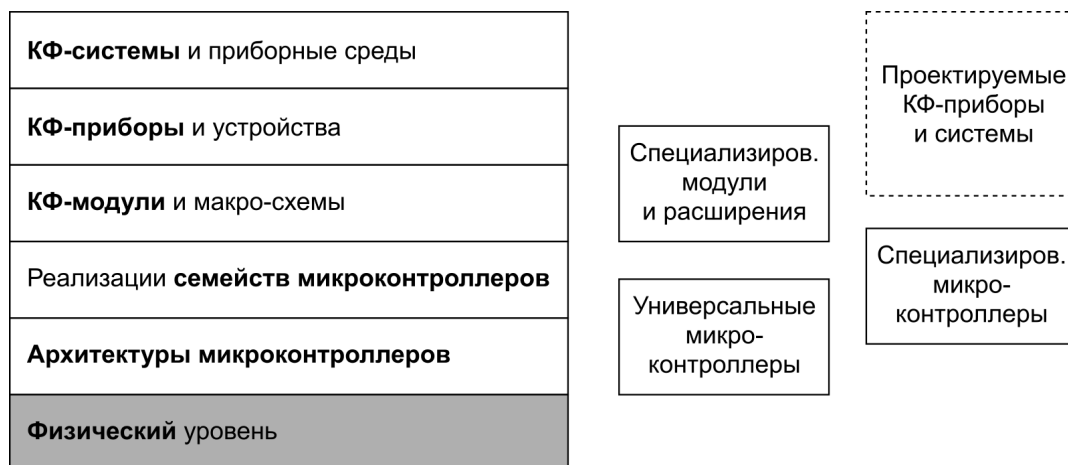 КФ-системы и приборные среды
КФ-приборы и устройства
КФ-модули и макро-схемы
Реализации семейств микроконтроллеров
Архитектуры микроконтроллеров
Физический уровень
Специализиров.
модули
и расширения
Универсальные
микро-
контроллеры
Проектируемые
КФ-приборы
и системы
Специализиров.
микро-
контроллеры